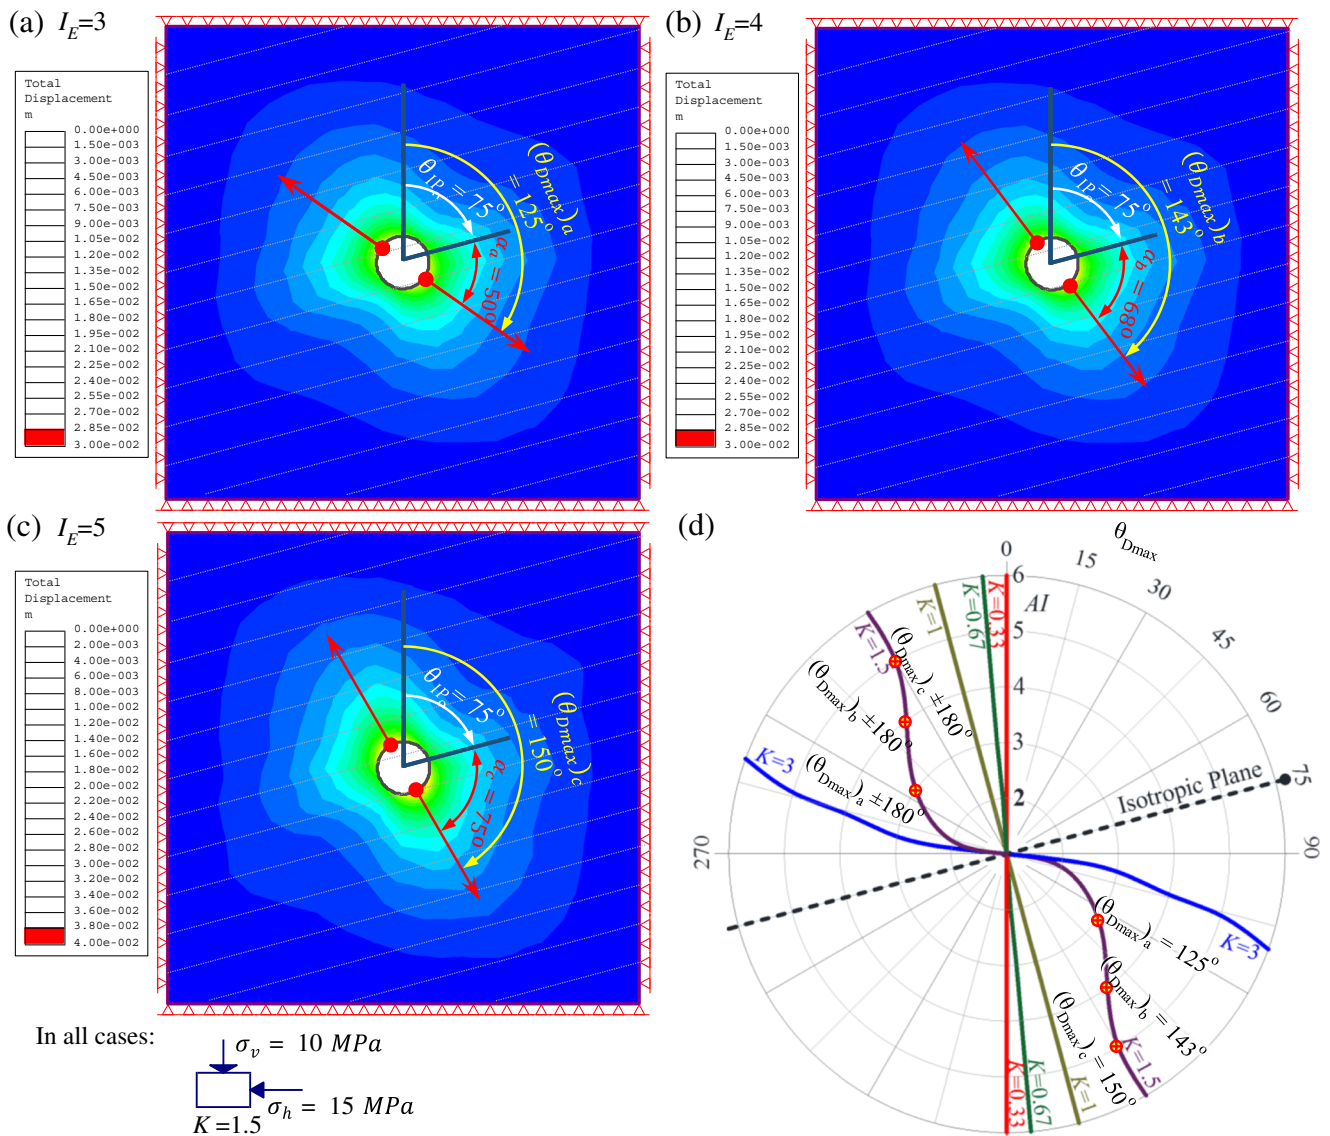 (a) I_E=3
Total
Displacement
m
0.00e+000
1.50e-003
3.00e-003
4.50e-003
6.00e-003
7.50e-003
9.00e-003
1.05e-002
1.20e-002
1.35e-002
1.50e-002
1.65e-002
1.80e-002
1.95e-002
2.10e-002
2.25e-002
2.40e-002
2.55e-002
2.70e-002
2.85e-002
3.00e-002
θ_IP = 75°
(θ_Dmax)_a
= 125°
α_a = 50°
(b) I_E=4
Total
Displacement
m
0.00e+000
1.50e-003
3.00e-003
4.50e-003
6.00e-003
7.50e-003
9.00e-003
1.05e-002
1.20e-002
1.35e-002
1.50e-002
1.65e-002
1.80e-002
1.95e-002
2.10e-002
2.25e-002
2.40e-002
2.55e-002
2.70e-002
2.85e-002
3.00e-002
θ_IP = 75°
(θ_Dmax)_b
= 143°
α_b = 68o
(c) I_E=5
Total
Displacement
m
0.00e+000
2.00e-003
4.00e-003
6.00e-003
8.00e-003
1.00e-002
1.20e-002
1.40e-002
1.60e-002
1.80e-002
2.00e-002
2.20e-002
2.40e-002
2.60e-002
2.80e-002
3.00e-002
3.20e-002
3.40e-002
3.60e-002
3.80e-002
4.00e-002
θ_IP = 75°
(θ_Dmax)_c
= 150°
α_c = 75o
In all cases:
σ_v = 10 MPa
σ_h = 15 MPa
K=1.5
(d)
θ_Dmax
0
15
30
45
60
75
90
270
AI
6
5
4
3
2
K=1.5
K=1
K=0.67
K=0.33
K=3
(θ_Dmax)_c ±180°
(θ_Dmax)_b ±180°
(θ_Dmax)_a ±180°
Isotropic Plane
(θ_Dmax)_a = 125°
K=3
(θ_Dmax)_b = 143°
(θ_Dmax)_c = 150°
K=0.33
K=0.67
K=1
K=1.5